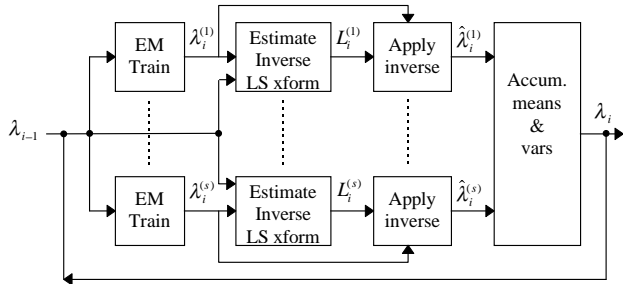 λ_i^(1) L_i^(1) λ̂_i^(1)
EM
Train
Estimate
Inverse
LS xform
Apply
inverse
Accum.
means
&
vars
λ_{i-1}
λ_i
λ_i^(s) L_i^(s) λ̂_i^(s)
EM
Train
Estimate
Inverse
LS xform
Apply
inverse